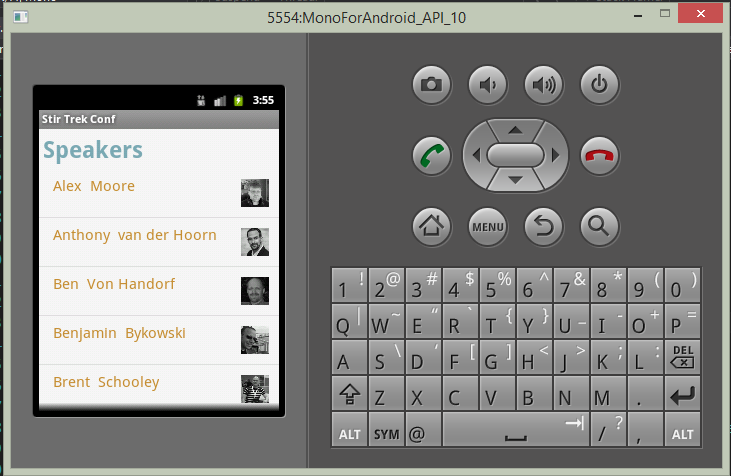 5554:MonoForAndroid_API_10
3:55
Stir Trek Conf
Speakers
Alex Moore
Anthony van der Hoorn
Ben Von Handorf
Benjamin Bykowski
Brent Schooley
MENU
1 ! 2 @ 3 # 4 $ 5 % 6 ^ 7 & 8 * 9 ( 0 )
Q | W ~ E " R ` T { Y } U _ I - O + P =
A S \ D ' F [ G ] H < J > K ; L : DEL
Z X C V B N M .
ALT SYM @ / ? , ALT